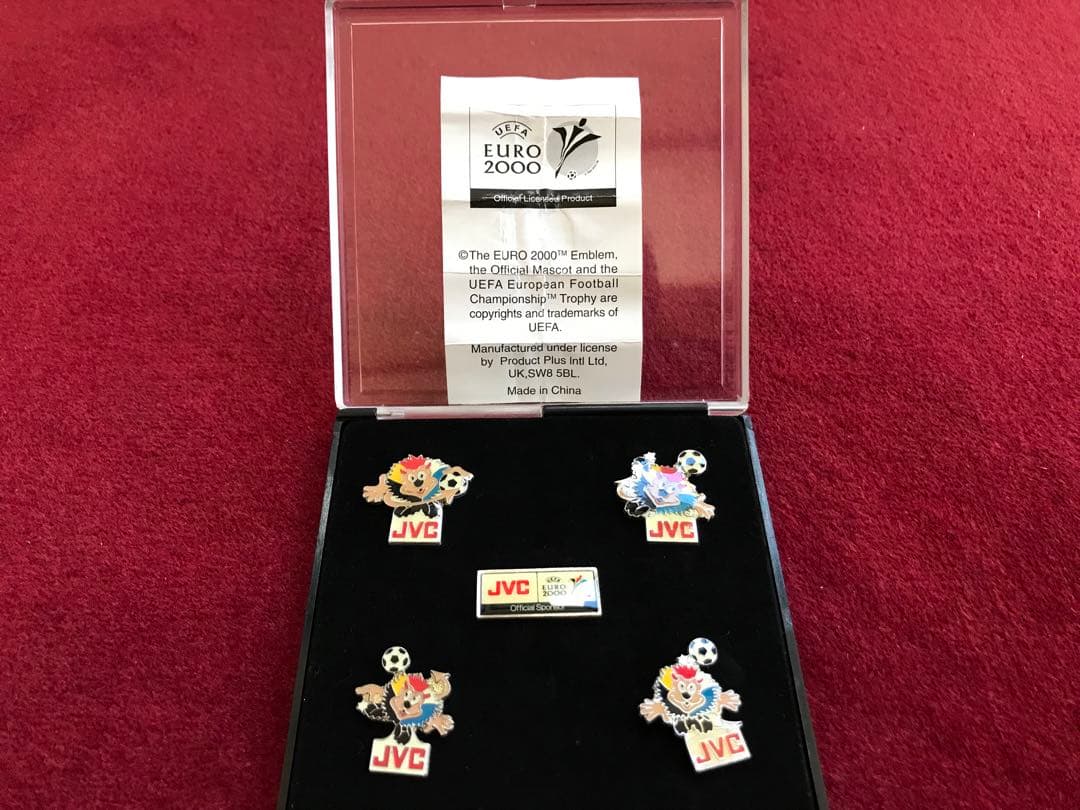 UEFA
EURO
2000
Official Licensed Product
©The EURO 2000™ Emblem,
the Official Mascot and the
UEFA European Football
Championship™ Trophy are
copyrights and trademarks of
UEFA.
Manufactured under license
by Product Plus Intl Ltd,
UK,SW8 5BL.
Made in China
JVC
JVC
JVC
EURO
2000
Official Sponsor
JVC
JVC